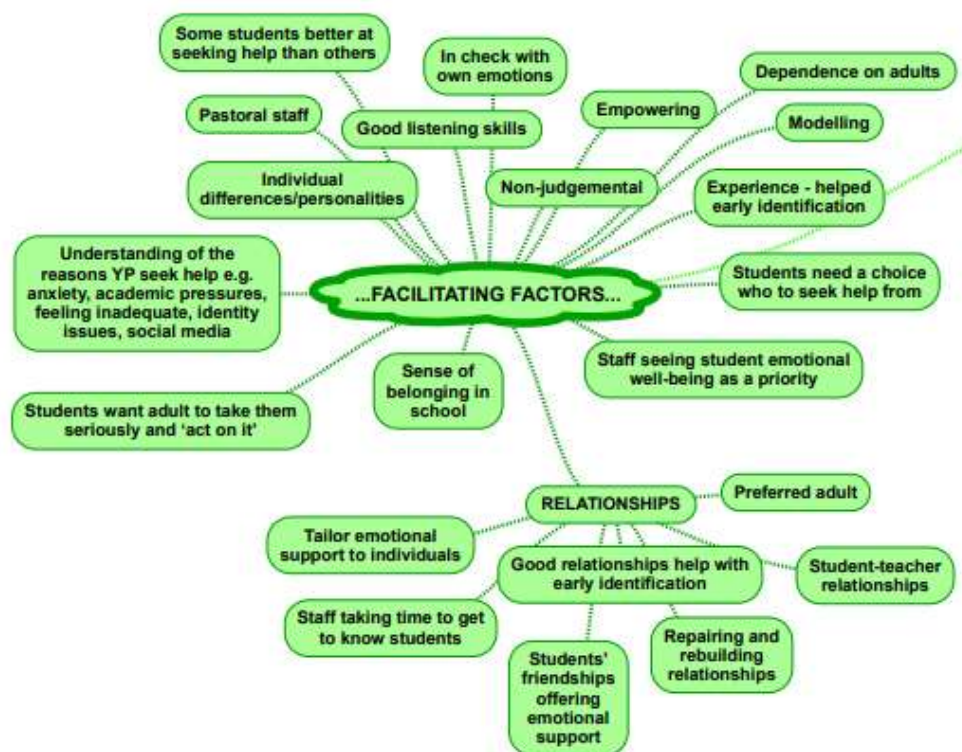 Some students better at
seeking help than others
In check with
own emotions
Dependence on adults
Empowering
Pastoral staff
Good listening skills
Modelling
Individual
differences/personalities
Non-judgemental
Experience - helped
early identification
Understanding of the
reasons YP seek help e.g.
anxiety, academic pressures,
feeling inadequate, identity
issues, social media
...FACILITATING FACTORS...
Students need a choice
who to seek help from
Sense of
belonging in
school
Staff seeing student emotional
well-being as a priority
Students want adult to take them
seriously and ‘act on it’
RELATIONSHIPS
Preferred adult
Tailor emotional
support to individuals
Good relationships help with
early identification
Student-teacher
relationships
Staff taking time to get
to know students
Students'
friendships
offering
emotional
support
Repairing and
rebuilding
relationships